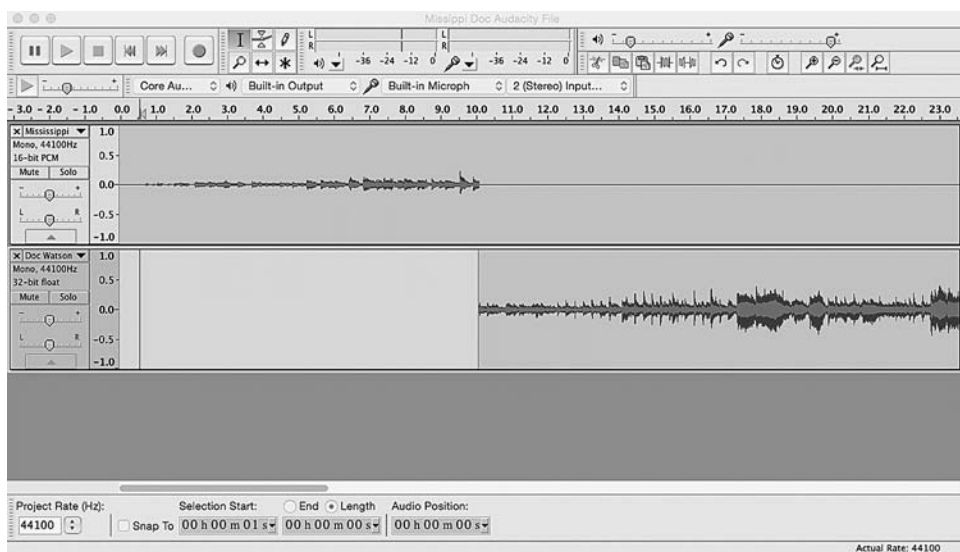 Missippi Doc Audacity File
L
R
L
R
-36 -24 -12 0
-36 -24 -12 0
Core Au...
Built-in Output
Built-in Microph
2 (Stereo) Input...
- 3.0 - 2.0 - 1.0 0.0 1.0 2.0 3.0 4.0 5.0 6.0 7.0 8.0 9.0 10.0 11.0 12.0 13.0 14.0 15.0 16.0 17.0 18.0 19.0 20.0 21.0 22.0 23.0
× Mississippi ▼ 1.0
Mono, 44100Hz
16-bit PCM 0.5
Mute Solo
- + 0.0
L R -0.5
-1.0
× Doc Watson ▼ 1.0
Mono, 44100Hz
32-bit float 0.5
Mute Solo
- + 0.0
L R -0.5
-1.0
Project Rate (Hz): Selection Start: End Length Audio Position:
44100 Snap To 00 h 00 m 01 s 00 h 00 m 00 s 00 h 00 m 00 s
Actual Rate: 44100